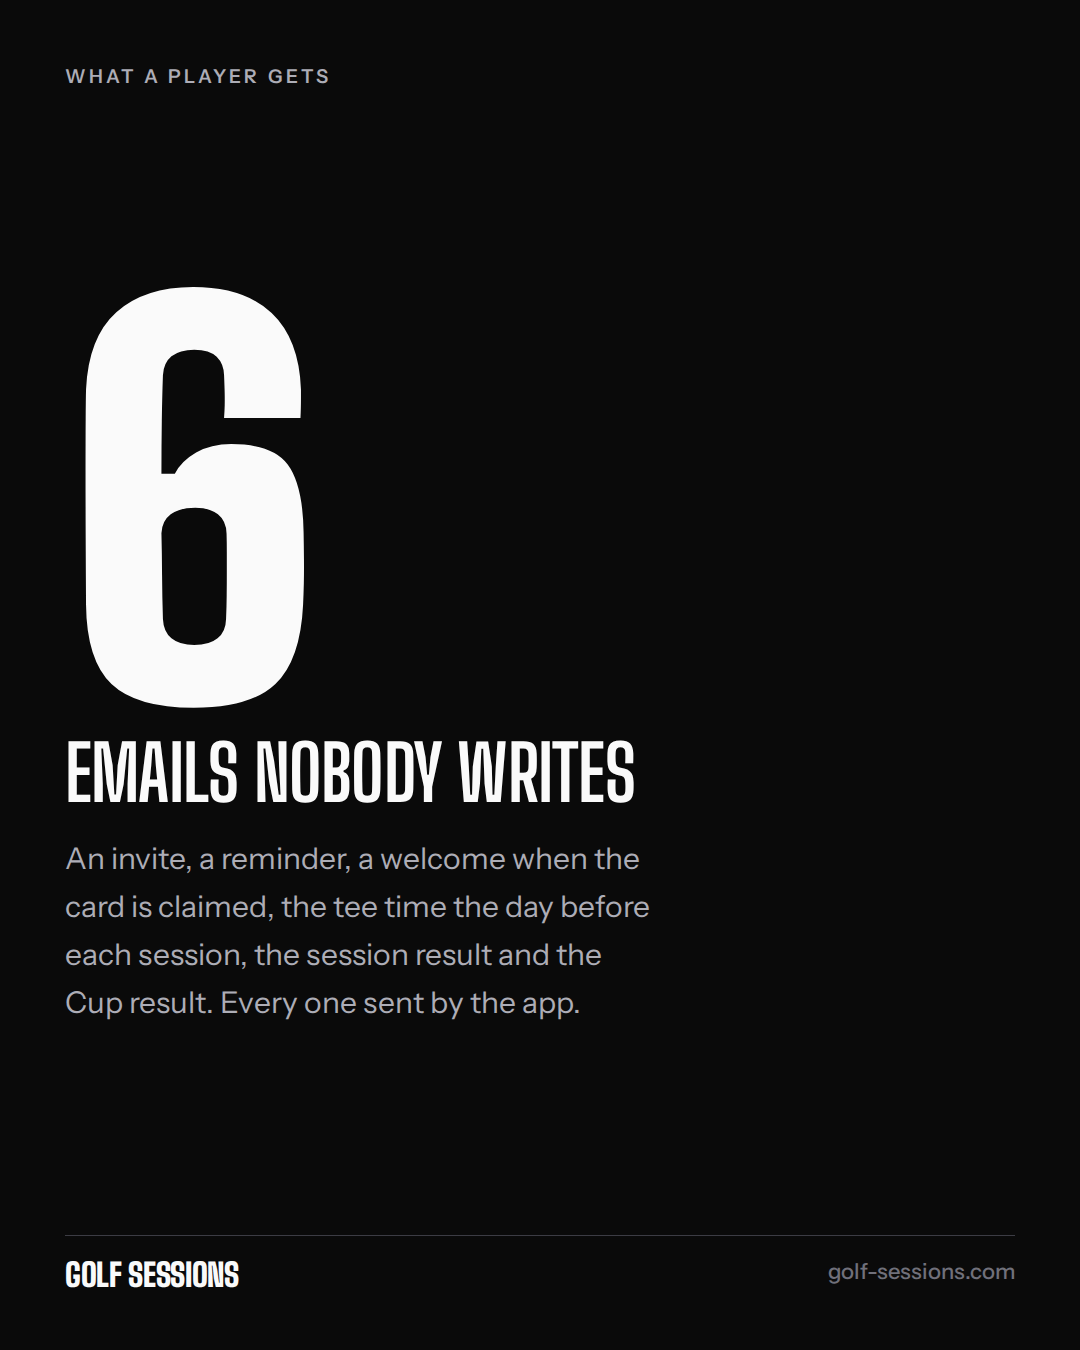 WHAT A PLAYER GETS
6
EMAILS NOBODY WRITES
An invite, a reminder, a welcome when the
card is claimed, the tee time the day before
each session, the session result and the
Cup result. Every one sent by the app.
GOLF SESSIONS
golf-sessions.com